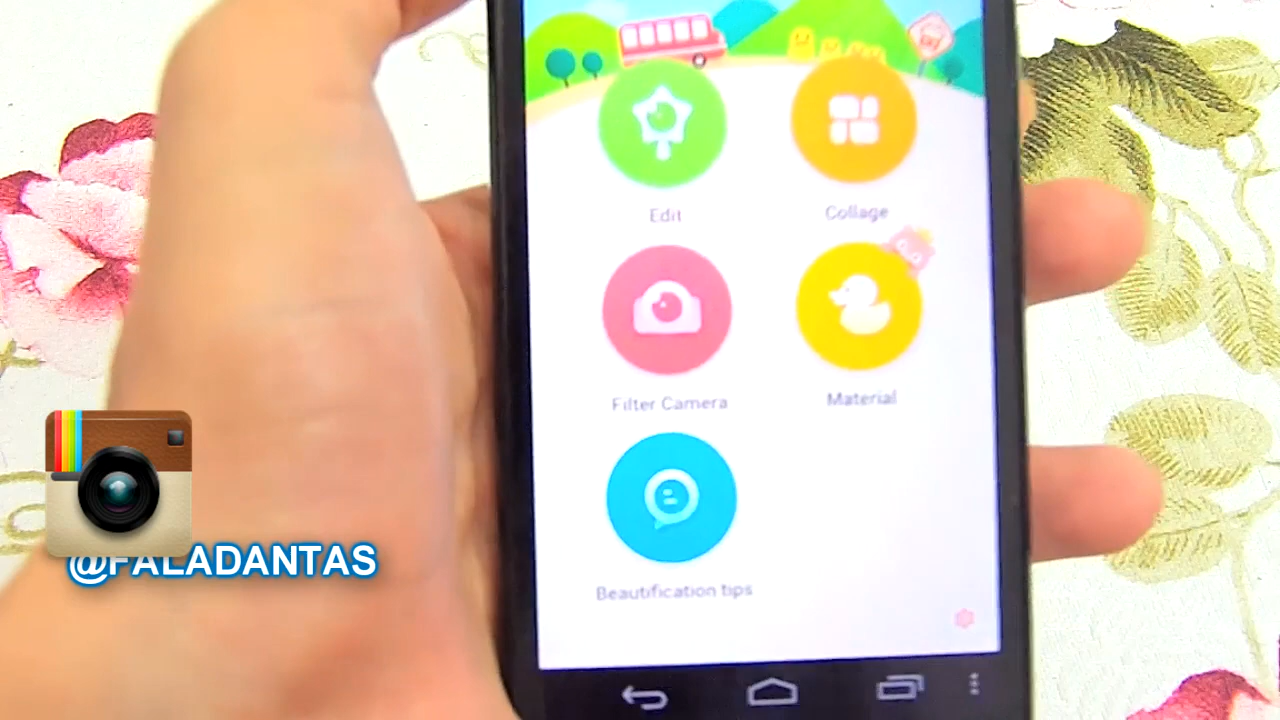 Edit
Collage
Filter Camera
Material
Beautification tips
@FALADANTAS